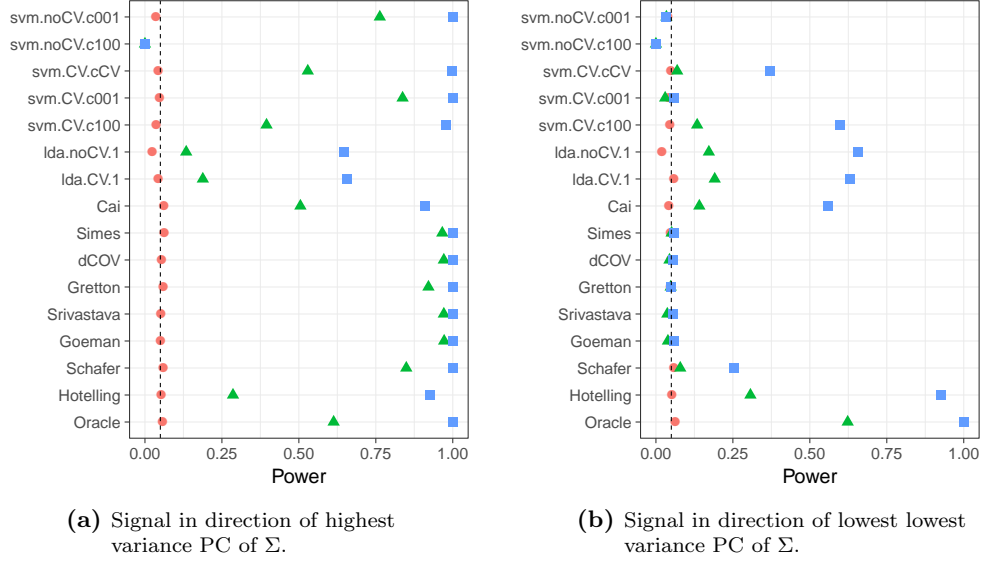 svm.noCV.c001
svm.noCV.c100
svm.CV.cCV
svm.CV.c001
svm.CV.c100
lda.noCV.1
lda.CV.1
Cai
Simes
dCOV
Gretton
Srivastava
Goeman
Schafer
Hotelling
Oracle
0.00 0.25 0.50 0.75 1.00
Power
(a) Signal in direction of highest
variance PC of Σ.
svm.noCV.c001
svm.noCV.c100
svm.CV.cCV
svm.CV.c001
svm.CV.c100
lda.noCV.1
lda.CV.1
Cai
Simes
dCOV
Gretton
Srivastava
Goeman
Schafer
Hotelling
Oracle
0.00 0.25 0.50 0.75 1.00
Power
(b) Signal in direction of lowest lowest
variance PC of Σ.